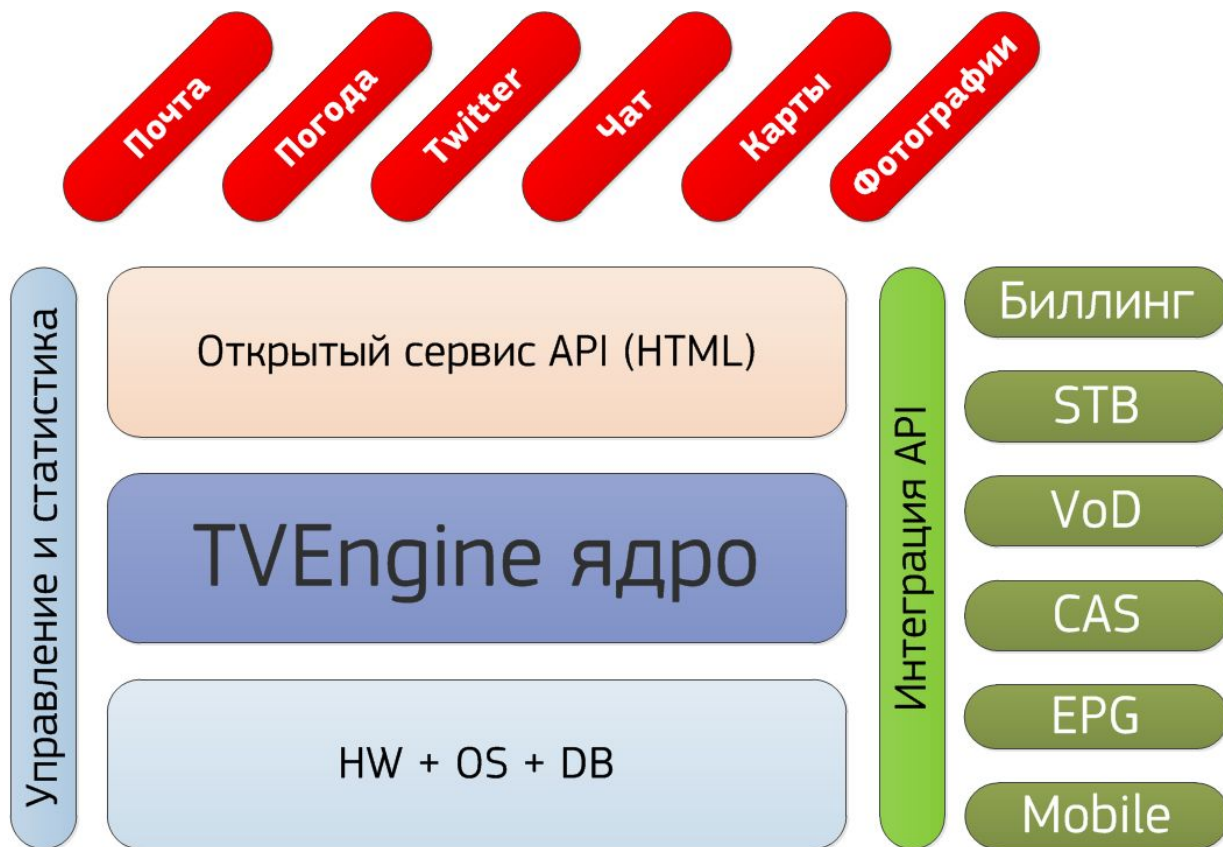 Почта
Погода
Twitter
Чат
Карты
Фотографии
Управление и статистика
Открытый сервис API (HTML)
TVEngine ядро
HW + OS + DB
Интеграция API
Биллинг
STB
VoD
CAS
EPG
Mobile